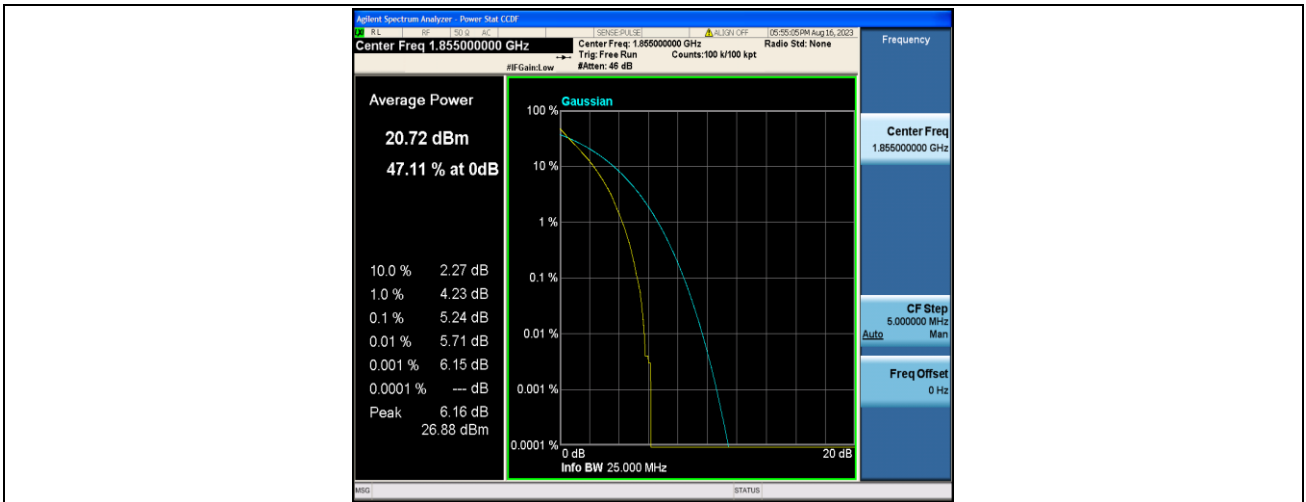 Agilent Spectrum Analyzer - Power Stat CCDF
RL RF 50 Ω AC SENSE:PULSE ALIGN OFF 05:55:05PM Aug 16, 2023
Center Freq 1.855000000 GHz
Center Freq: 1.855000000 GHz Radio Std: None
Trig: Free Run Counts:100 k/100 kpt
#IFGain:Low #Atten: 46 dB
Frequency
Average Power
20.72 dBm
47.11 % at 0dB
10.0 % 2.27 dB
1.0 % 4.23 dB
0.1 % 5.24 dB
0.01 % 5.71 dB
0.001 % 6.15 dB
0.0001 % --- dB
Peak 6.16 dB
26.88 dBm
Gaussian
100 %
10 %
1 %
0.1 %
0.01 %
0.001 %
0.0001 %
0 dB 20 dB
Info BW 25.000 MHz
Center Freq
1.855000000 GHz
CF Step
5.000000 MHz
Auto Man
Freq Offset
0 Hz
MSG STATUS